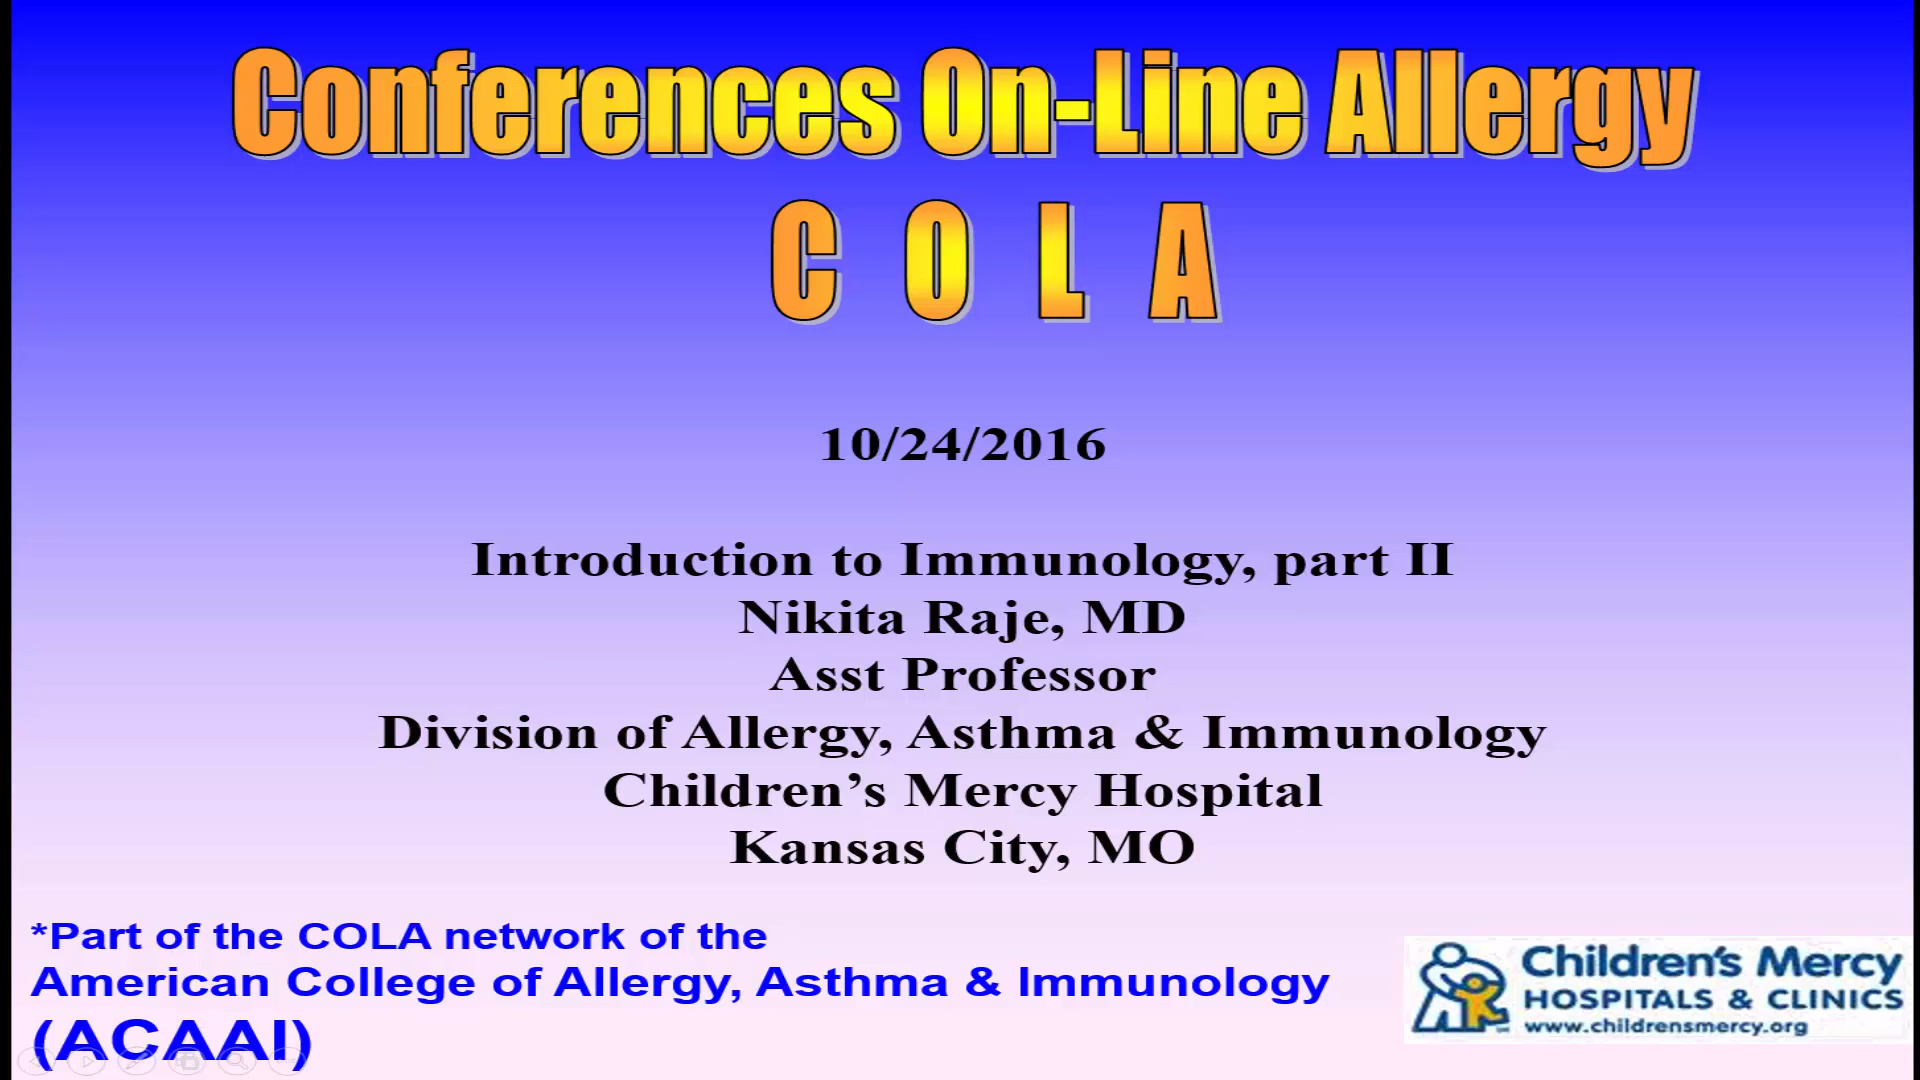 Conferences On-Line Allergy
C O L A
10/24/2016
Introduction to Immunology, part II
Nikita Raje, MD
Asst Professor
Division of Allergy, Asthma & Immunology
Children’s Mercy Hospital
Kansas City, MO
*Part of the COLA network of the
American College of Allergy, Asthma & Immunology
(ACAAI)
Children's Mercy
HOSPITALS & CLINICS
www.childrensmercy.org